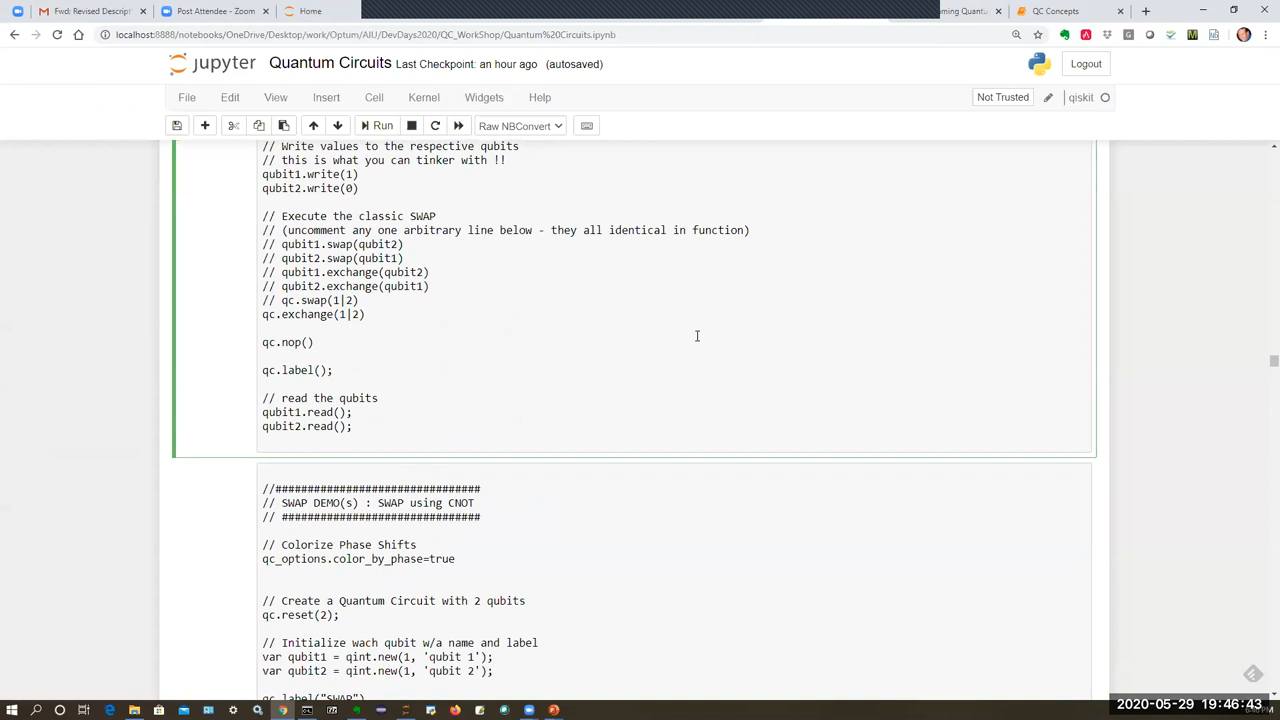 Fwd: Revised Descript
Post Attendee - Zoom
Home
ming Quantu
QC Concepts
localhost:8888/notebooks/OneDrive/Desktop/work/Optum/AIU/DevDays2020/QC_WorkShop/Quantum%20Circuits.ipynb
jupyter Quantum Circuits Last Checkpoint: an hour ago (autosaved)
Logout
File Edit View Insert Cell Kernel Widgets Help
Not Trusted
qiskit
Run
Raw NBConvert
// Write values to the respective qubits
// this is what you can tinker with !!
qubit1.write(1)
qubit2.write(0)
// Execute the classic SWAP
// (uncomment any one arbitrary line below - they all identical in function)
// qubit1.swap(qubit2)
// qubit2.swap(qubit1)
// qubit1.exchange(qubit2)
// qubit2.exchange(qubit1)
// qc.swap(1|2)
qc.exchange(1|2)
qc.nop()
qc.label();
// read the qubits
qubit1.read();
qubit2.read();
//################################
// SWAP DEMO(s) : SWAP using CNOT
// ################################
// Colorize Phase Shifts
qc_options.color_by_phase=true
// Create a Quantum Circuit with 2 qubits
qc.reset(2);
// Initialize wach qubit w/a name and label
var qubit1 = qint.new(1, 'qubit 1');
var qubit2 = qint.new(1, 'qubit 2');
qc.label("SWAP")
2020-05-29 19:46:43